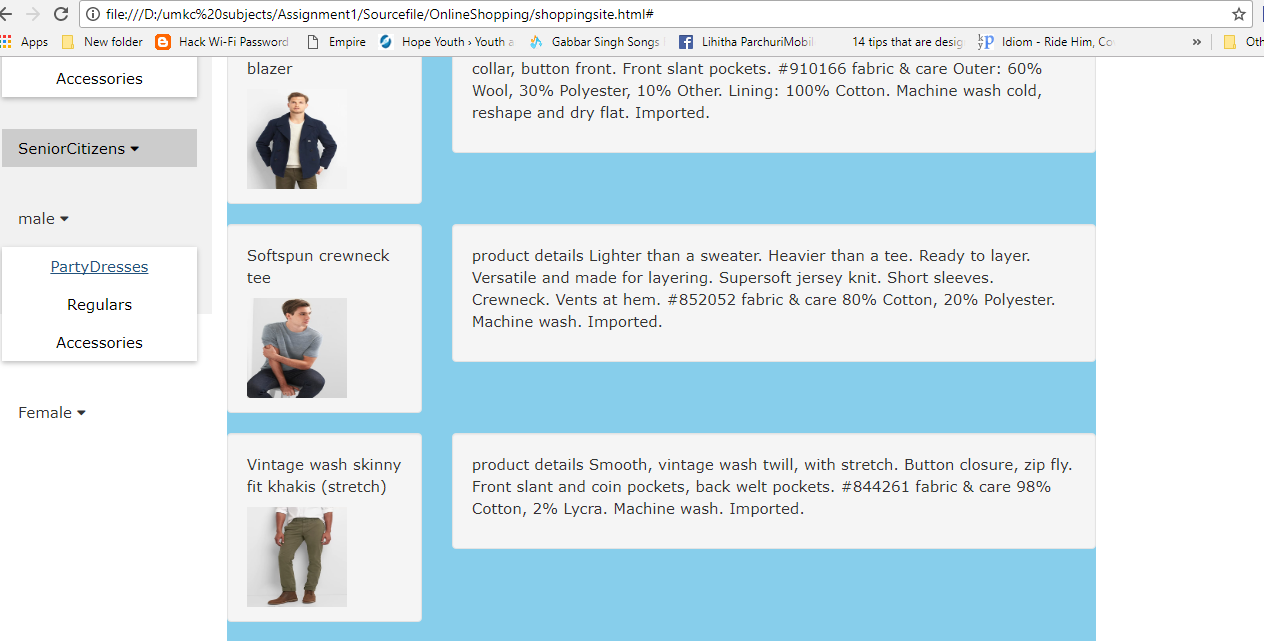 file:///D:/umkc%20subjects/Assignment1/Sourcefile/OnlineShopping/shoppingsite.html#
Apps New folder Hack Wi-Fi Password Empire Hope Youth › Youth a Gabbar Singh Songs Lihitha ParchuriMobil 14 tips that are desig Idiom - Ride Him, Co » Oth
Accessories
SeniorCitizens
male
PartyDresses
Regulars
Accessories
Female
blazer
collar, button front. Front slant pockets. #910166 fabric & care Outer: 60%
Wool, 30% Polyester, 10% Other. Lining: 100% Cotton. Machine wash cold,
reshape and dry flat. Imported.
Softspun crewneck
tee
product details Lighter than a sweater. Heavier than a tee. Ready to layer.
Versatile and made for layering. Supersoft jersey knit. Short sleeves.
Crewneck. Vents at hem. #852052 fabric & care 80% Cotton, 20% Polyester.
Machine wash. Imported.
Vintage wash skinny
fit khakis (stretch)
product details Smooth, vintage wash twill, with stretch. Button closure, zip fly.
Front slant and coin pockets, back welt pockets. #844261 fabric & care 98%
Cotton, 2% Lycra. Machine wash. Imported.